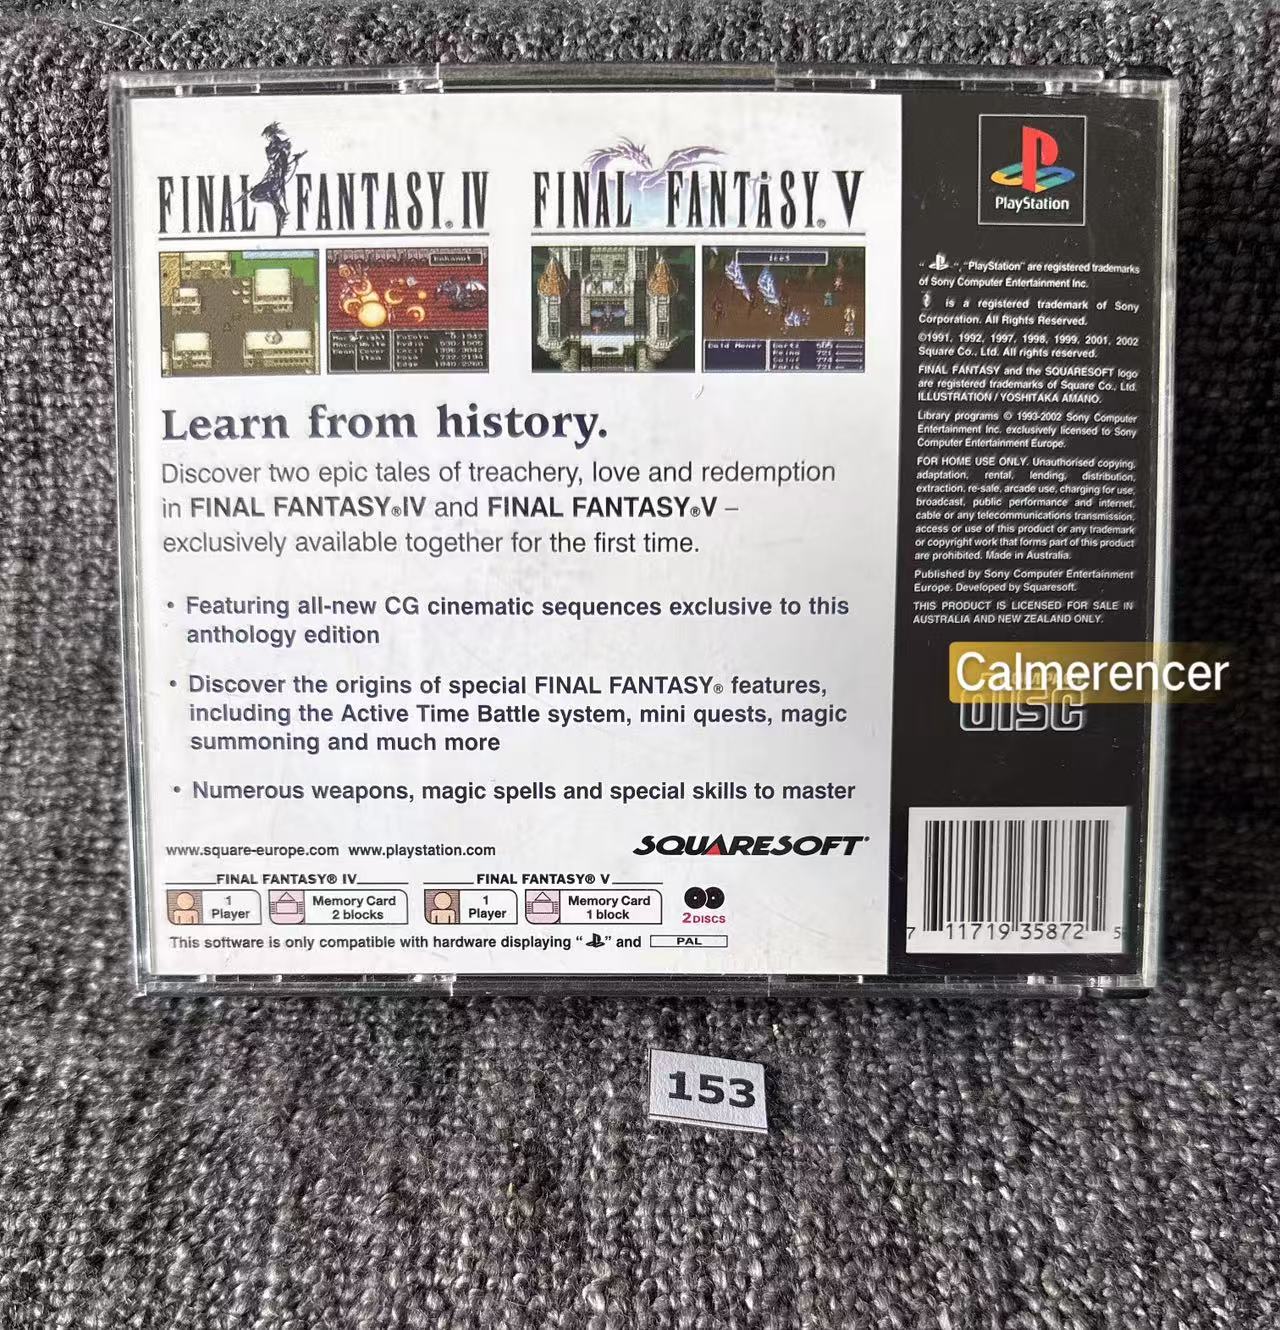 FINAL FANTASY® IV
FINAL FANTASY® V
Learn from history.
Discover two epic tales of treachery, love and redemption
in FINAL FANTASY®IV and FINAL FANTASY®V –
exclusively available together for the first time.
• Featuring all-new CG cinematic sequences exclusive to this
anthology edition
• Discover the origins of special FINAL FANTASY® features,
including the Active Time Battle system, mini quests, magic
summoning and much more
• Numerous weapons, magic spells and special skills to master
www.square-europe.com www.playstation.com
SQUARESOFT®
FINAL FANTASY® IV
1
Player
Memory Card
2 blocks
FINAL FANTASY® V
1
Player
Memory Card
1 block
2 DISCS
This software is only compatible with hardware displaying " " and PAL
PlayStation
" ", "PlayStation" are registered trademarks
of Sony Computer Entertainment Inc.
is a registered trademark of Sony
Corporation. All Rights Reserved.
©1991, 1992, 1997, 1998, 1999, 2001, 2002
Square Co., Ltd. All rights reserved.
FINAL FANTASY and the SQUARESOFT logo
are registered trademarks of Square Co., Ltd.
ILLUSTRATION / YOSHITAKA AMANO.
Library programs © 1993-2002 Sony Computer
Entertainment Inc. exclusively licensed to Sony
Computer Entertainment Europe.
FOR HOME USE ONLY. Unauthorised copying,
adaptation, rental, lending, distribution,
extraction, re-sale, arcade use, charging for use,
broadcast, public performance and internet,
cable or any telecommunications transmission,
access or use of this product or any trademark
or copyright work that forms part of this product
are prohibited. Made in Australia.
Published by Sony Computer Entertainment
Europe. Developed by Squaresoft.
THIS PRODUCT IS LICENSED FOR SALE IN
AUSTRALIA AND NEW ZEALAND ONLY.
Calmerencer
disc
7 11719 35872 5
153